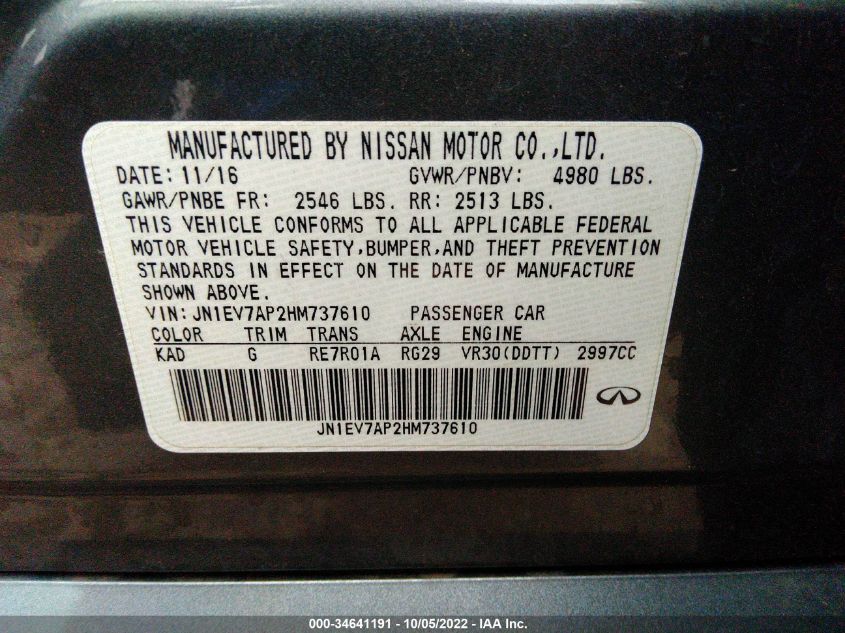 MANUFACTURED BY NISSAN MOTOR CO.,LTD.
DATE: 11/16 GVWR/PNBV: 4980 LBS.
GAWR/PNBE FR: 2546 LBS. RR: 2513 LBS.
THIS VEHICLE CONFORMS TO ALL APPLICABLE FEDERAL
MOTOR VEHICLE SAFETY,BUMPER,AND THEFT PREVENTION
STANDARDS IN EFFECT ON THE DATE OF MANUFACTURE
SHOWN ABOVE.
VIN: JN1EV7AP2HM737610 PASSENGER CAR
COLOR TRIM TRANS AXLE ENGINE
KAD G RE7R01A RG29 VR30(DDTT) 2997CC
JN1EV7AP2HM737610
000-34641191 - 10/05/2022 - IAA Inc.